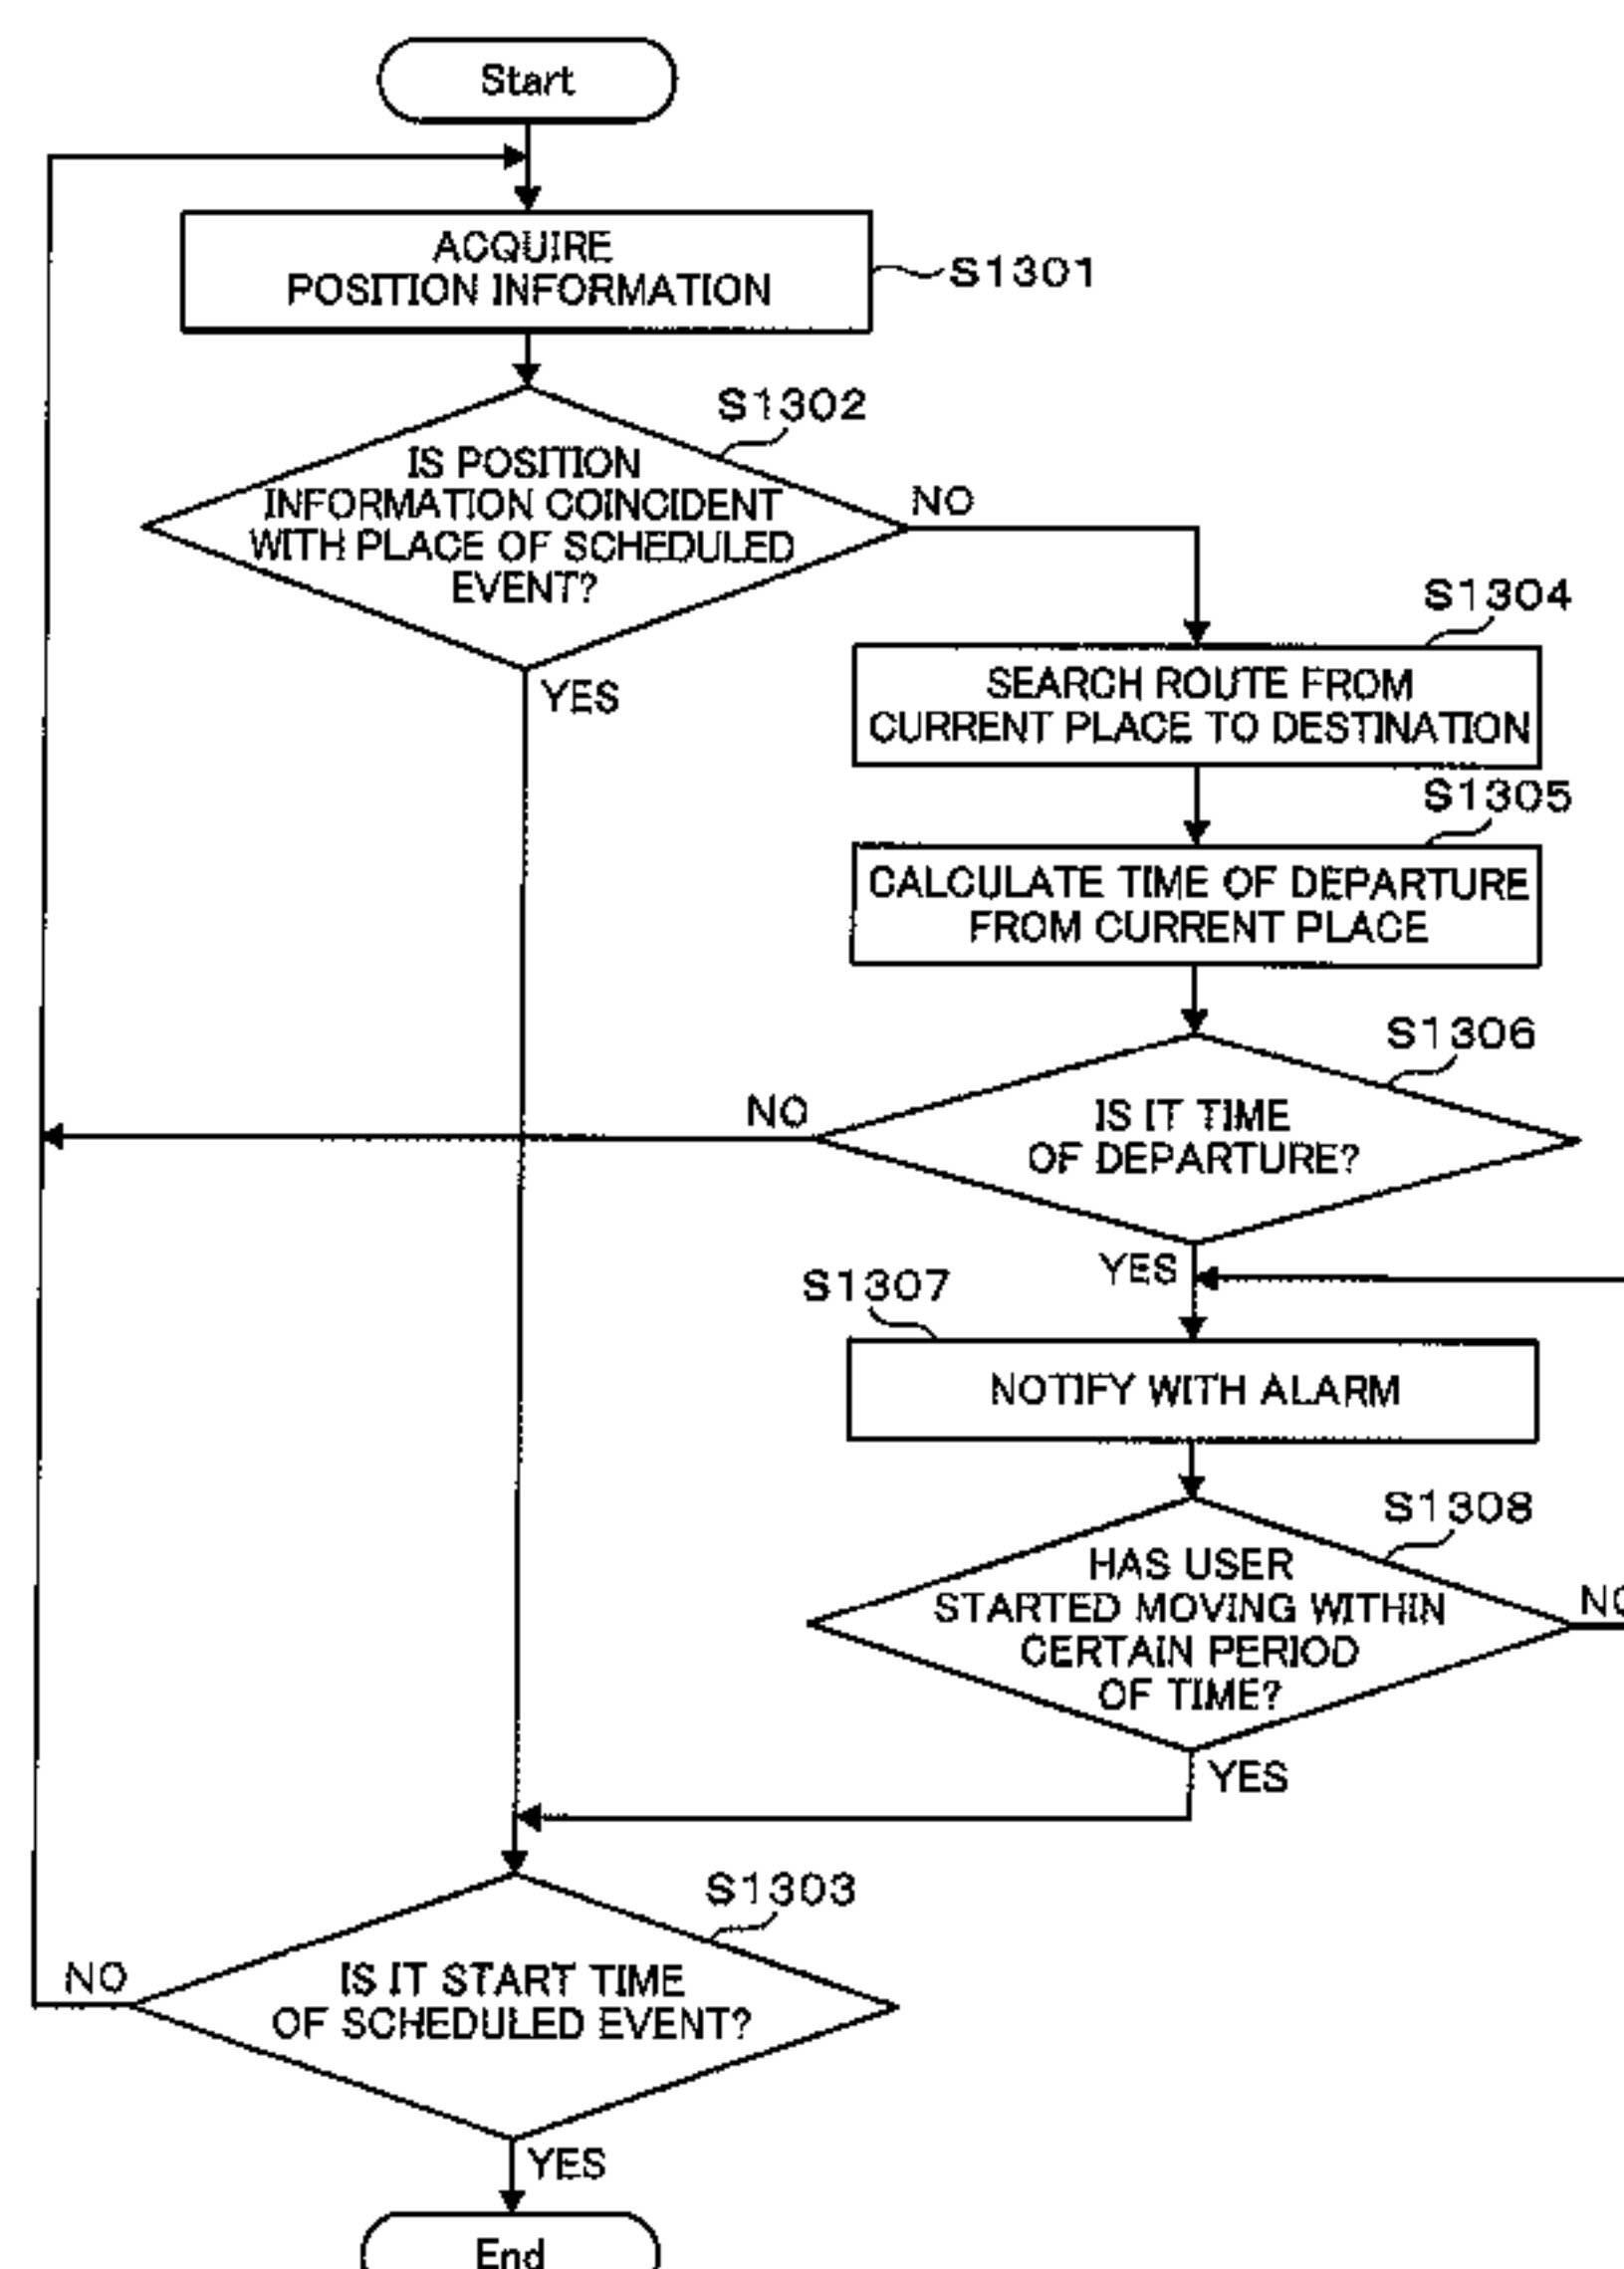 Start
ACQUIRE
POSITION INFORMATION
S1301
S1302
IS POSITION
INFORMATION COINCIDENT
WITH PLACE OF SCHEDULED
EVENT?
NO
YES
S1304
SEARCH ROUTE FROM
CURRENT PLACE TO DESTINATION
S1305
CALCULATE TIME OF DEPARTURE
FROM CURRENT PLACE
S1306
IS IT TIME
OF DEPARTURE?
NO
YES
S1307
NOTIFY WITH ALARM
S1308
HAS USER
STARTED MOVING WITHIN
CERTAIN PERIOD
OF TIME?
NO
YES
S1303
IS IT START TIME
OF SCHEDULED EVENT?
NO
YES
End